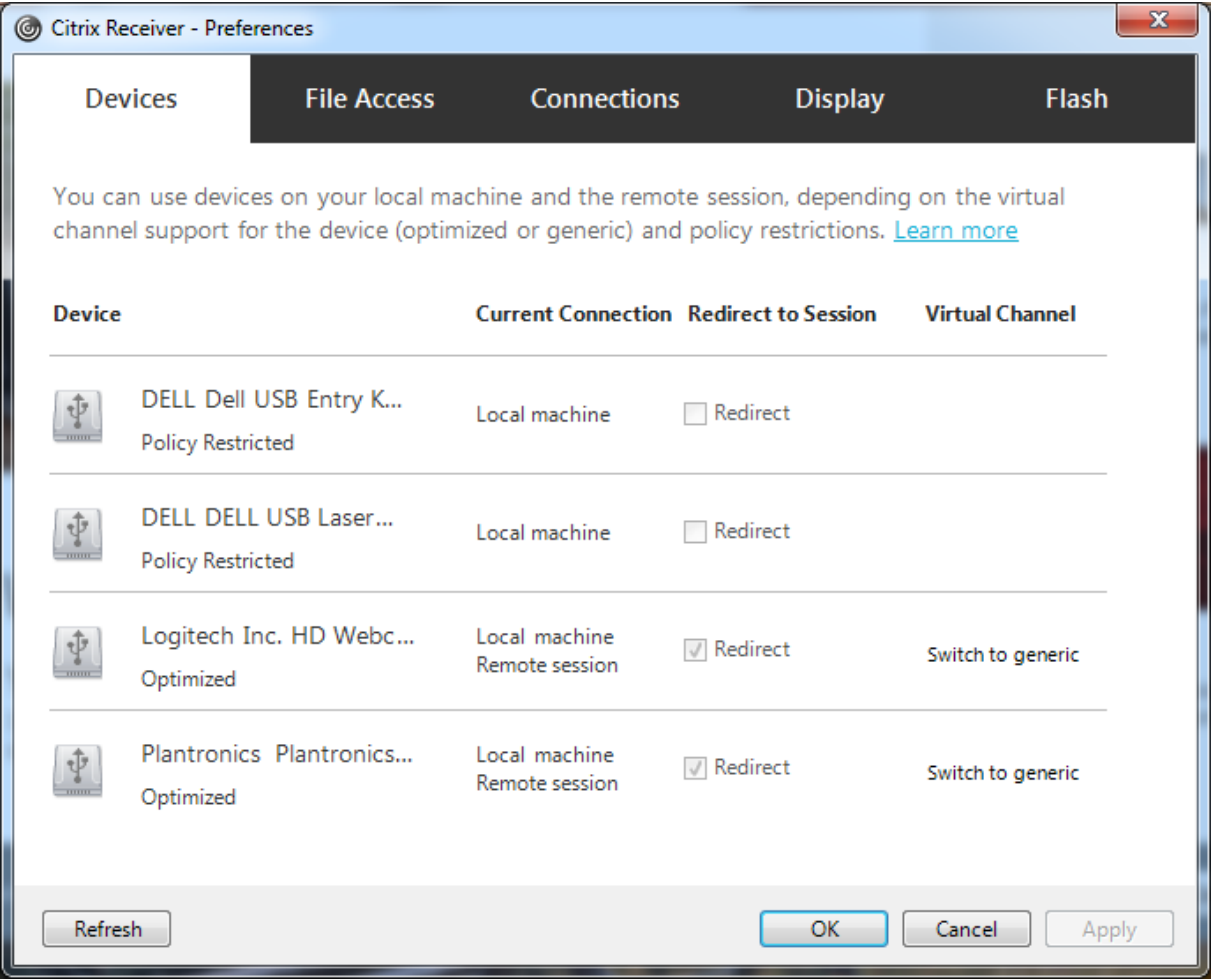 Citrix Receiver - Preferences
Devices File Access Connections Display Flash
You can use devices on your local machine and the remote session, depending on the virtual
channel support for the device (optimized or generic) and policy restrictions. Learn more
Device Current Connection Redirect to Session Virtual Channel
DELL Dell USB Entry K...
Policy Restricted
Local machine
Redirect
DELL DELL USB Laser...
Policy Restricted
Local machine
Redirect
Logitech Inc. HD Webc...
Optimized
Local machine
Remote session
Redirect
Switch to generic
Plantronics Plantronics...
Optimized
Local machine
Remote session
Redirect
Switch to generic
Refresh OK Cancel Apply